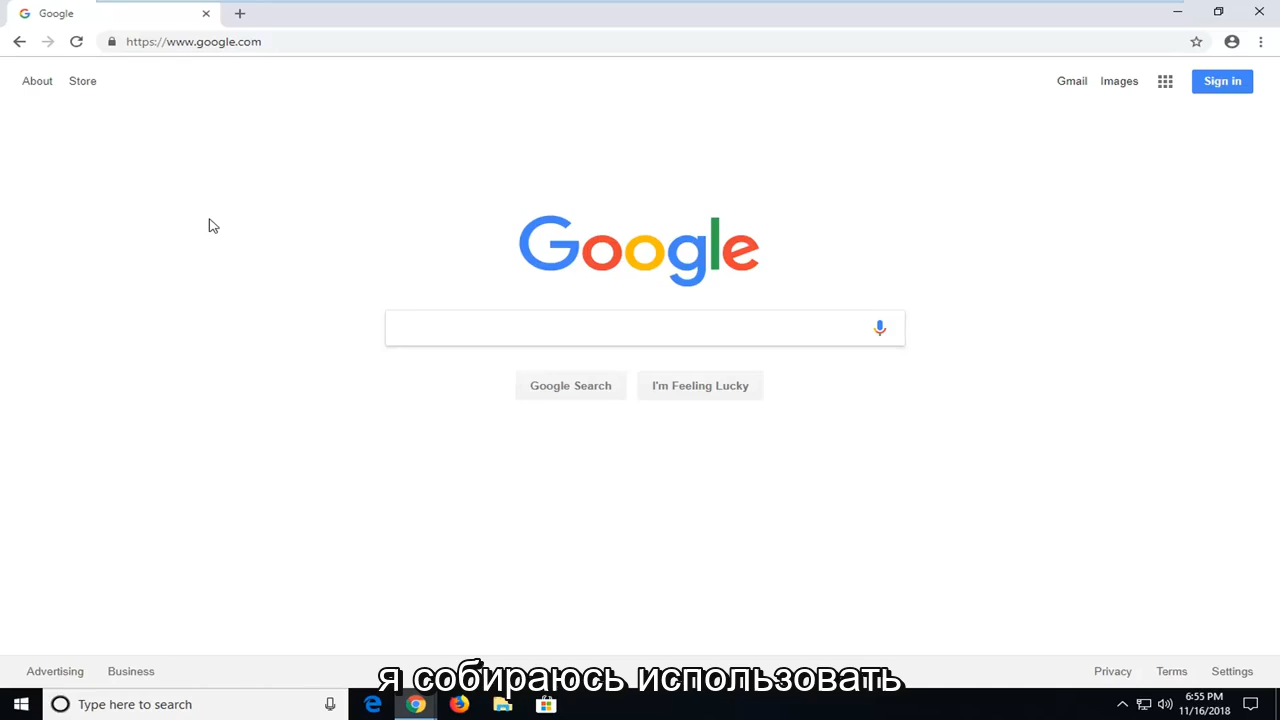 Google
https://www.google.com
About Store Gmail Images Sign in
Google
Google Search I'm Feeling Lucky
Advertising Business Privacy Terms Settings
я собираюсь использовать
Type here to search
6:55 PM
11/16/2018